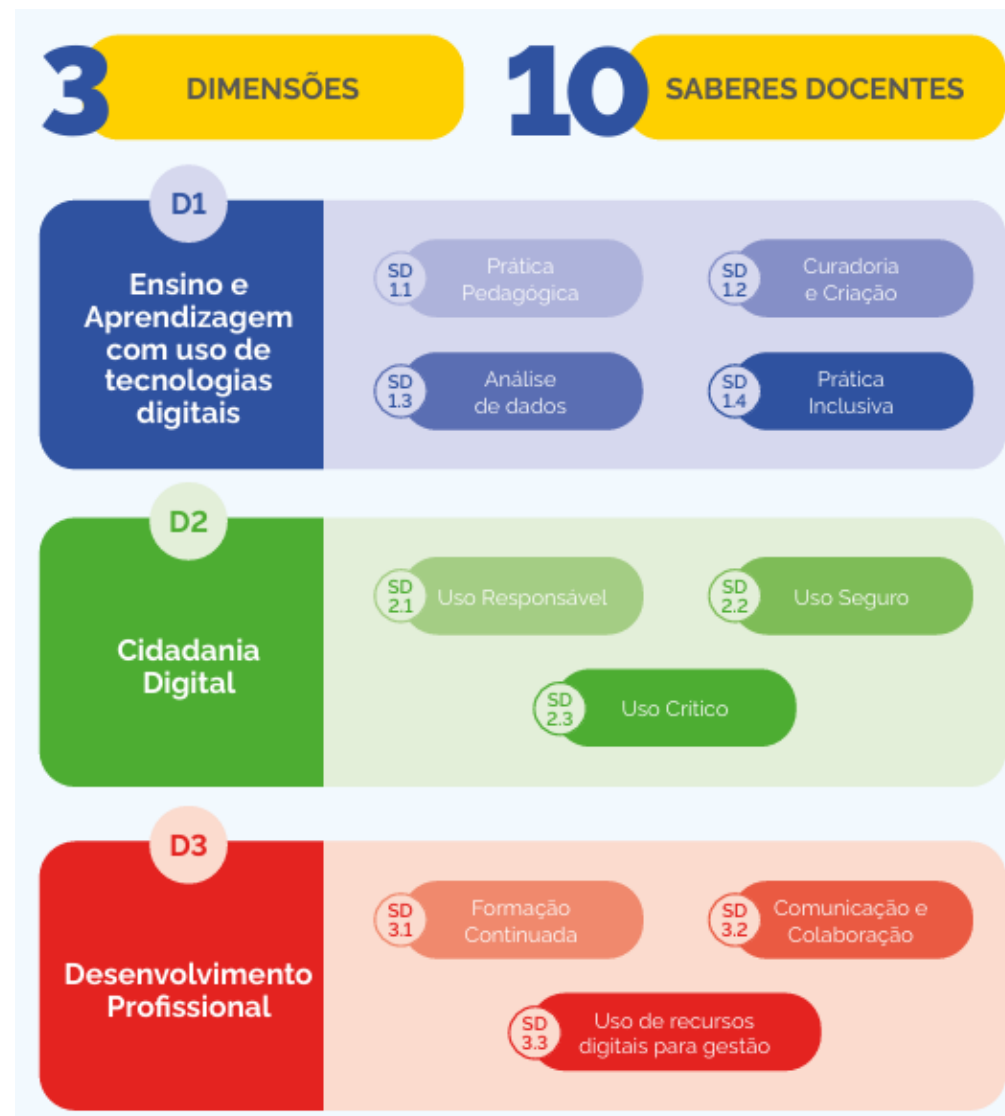 3 DIMENSÕES
10 SABERES DOCENTES
D1
Ensino e
Aprendizagem
com uso de
tecnologias
digitais
SD
1.1
Prática
Pedagógica
SD
1.2
Curadoria
e Criação
SD
1.3
Análise
de dados
SD
1.4
Prática
Inclusiva
D2
Cidadania
Digital
SD
2.1
Uso Responsável
SD
2.2
Uso Seguro
SD
2.3
Uso Crítico
D3
Desenvolvimento
Profissional
SD
3.1
Formação
Continuada
SD
3.2
Comunicação e
Colaboração
SD
3.3
Uso de recursos
digitais para gestão